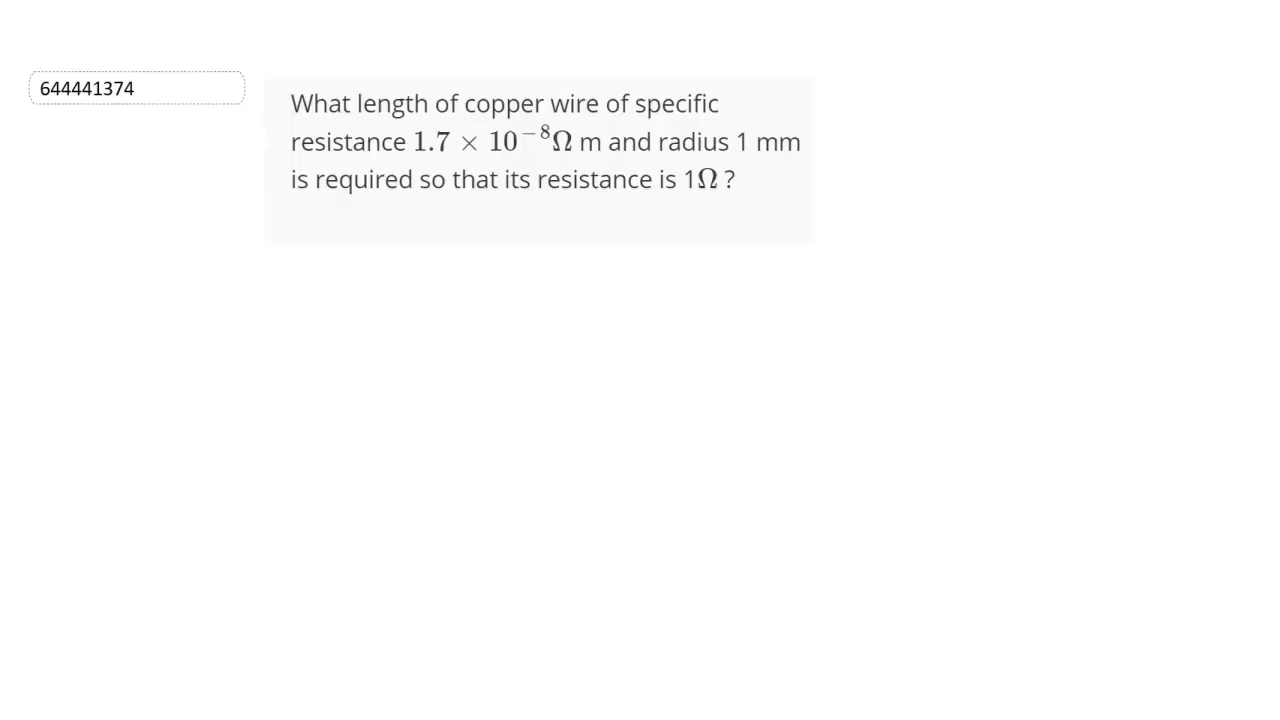 644441374
What length of copper wire of specific
resistance 1.7 × 10⁻⁸Ω m and radius 1 mm
is required so that its resistance is 1Ω ?